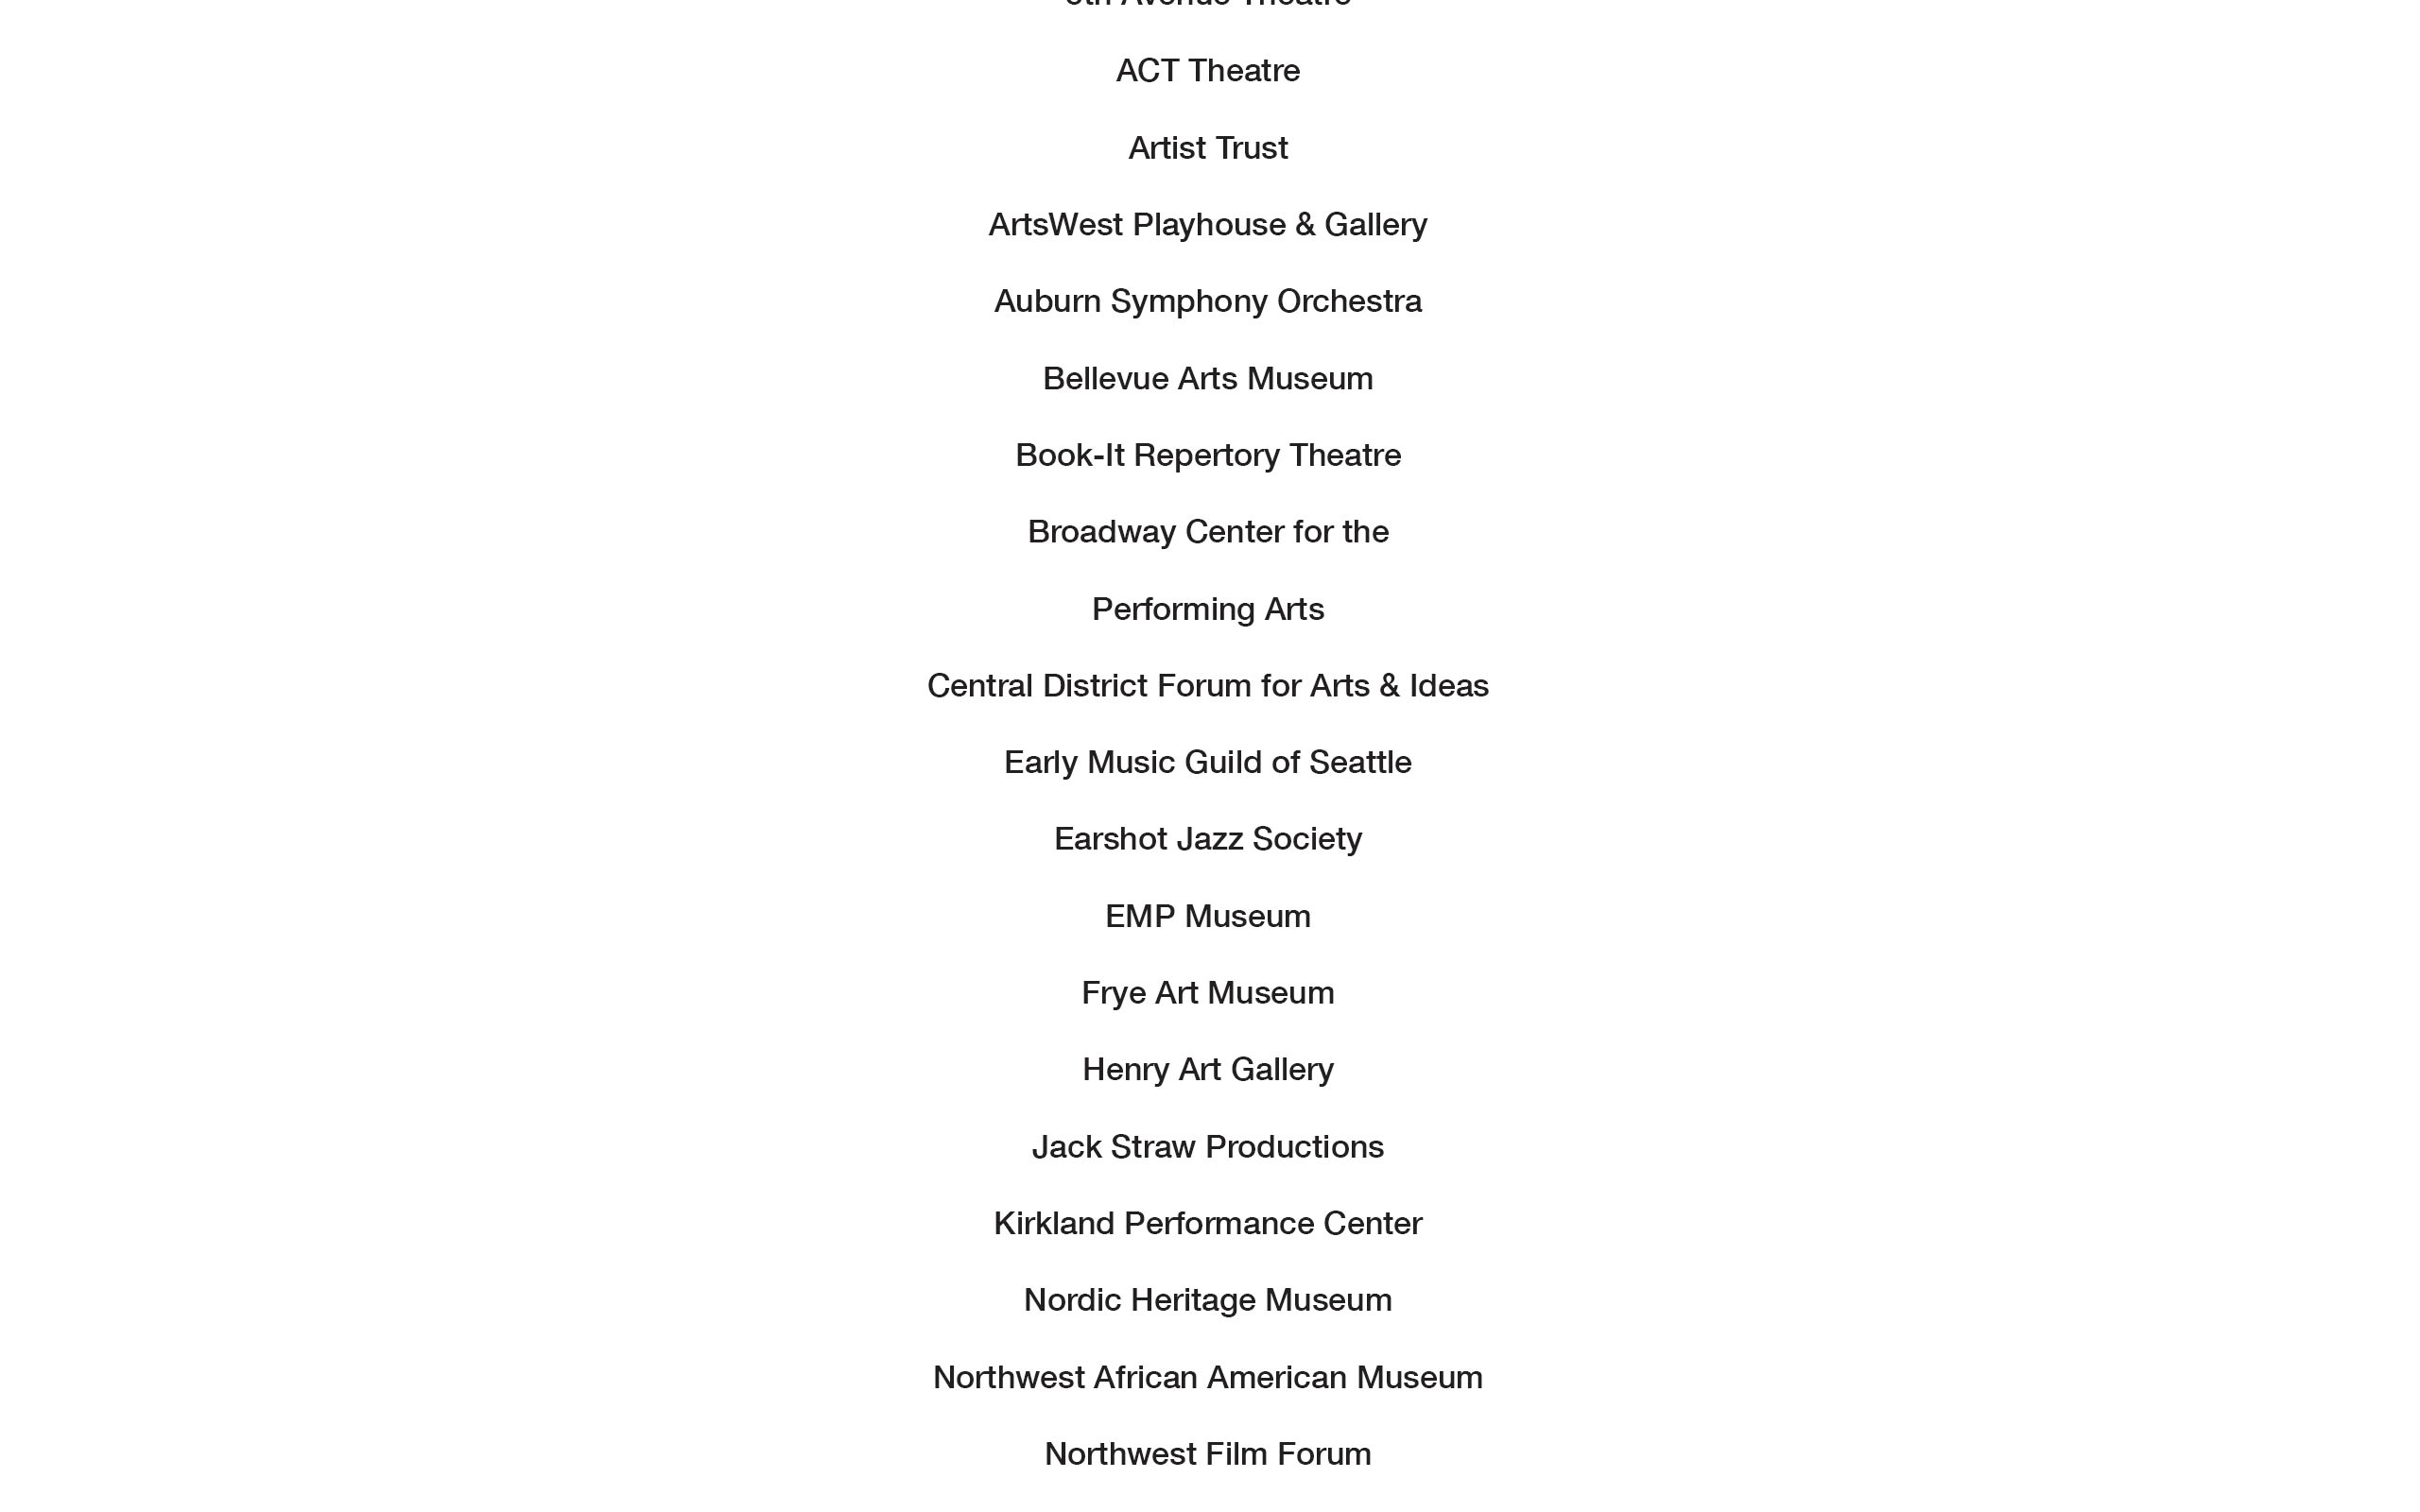 Avenue Theatre
ACT Theatre
Artist Trust
ArtsWest Playhouse & Gallery
Auburn Symphony Orchestra
Bellevue Arts Museum
Book-It Repertory Theatre
Broadway Center for the
Performing Arts
Central District Forum for Arts & Ideas
Early Music Guild of Seattle
Earshot Jazz Society
EMP Museum
Frye Art Museum
Henry Art Gallery
Jack Straw Productions
Kirkland Performance Center
Nordic Heritage Museum
Northwest African American Museum
Northwest Film Forum